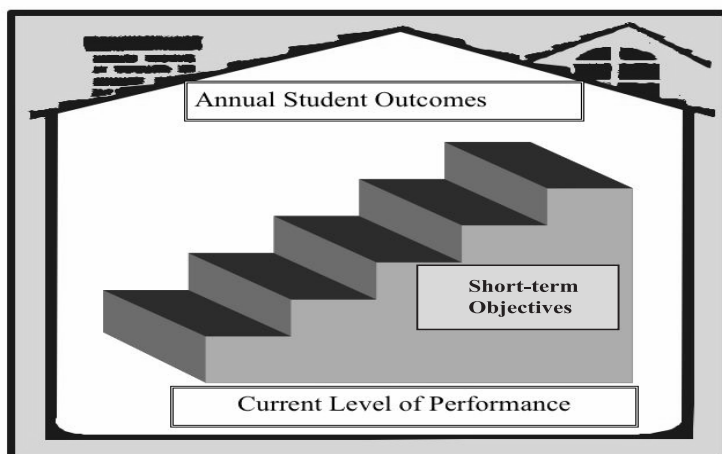 Annual Student Outcomes
Short-term
Objectives
Current Level of Performance